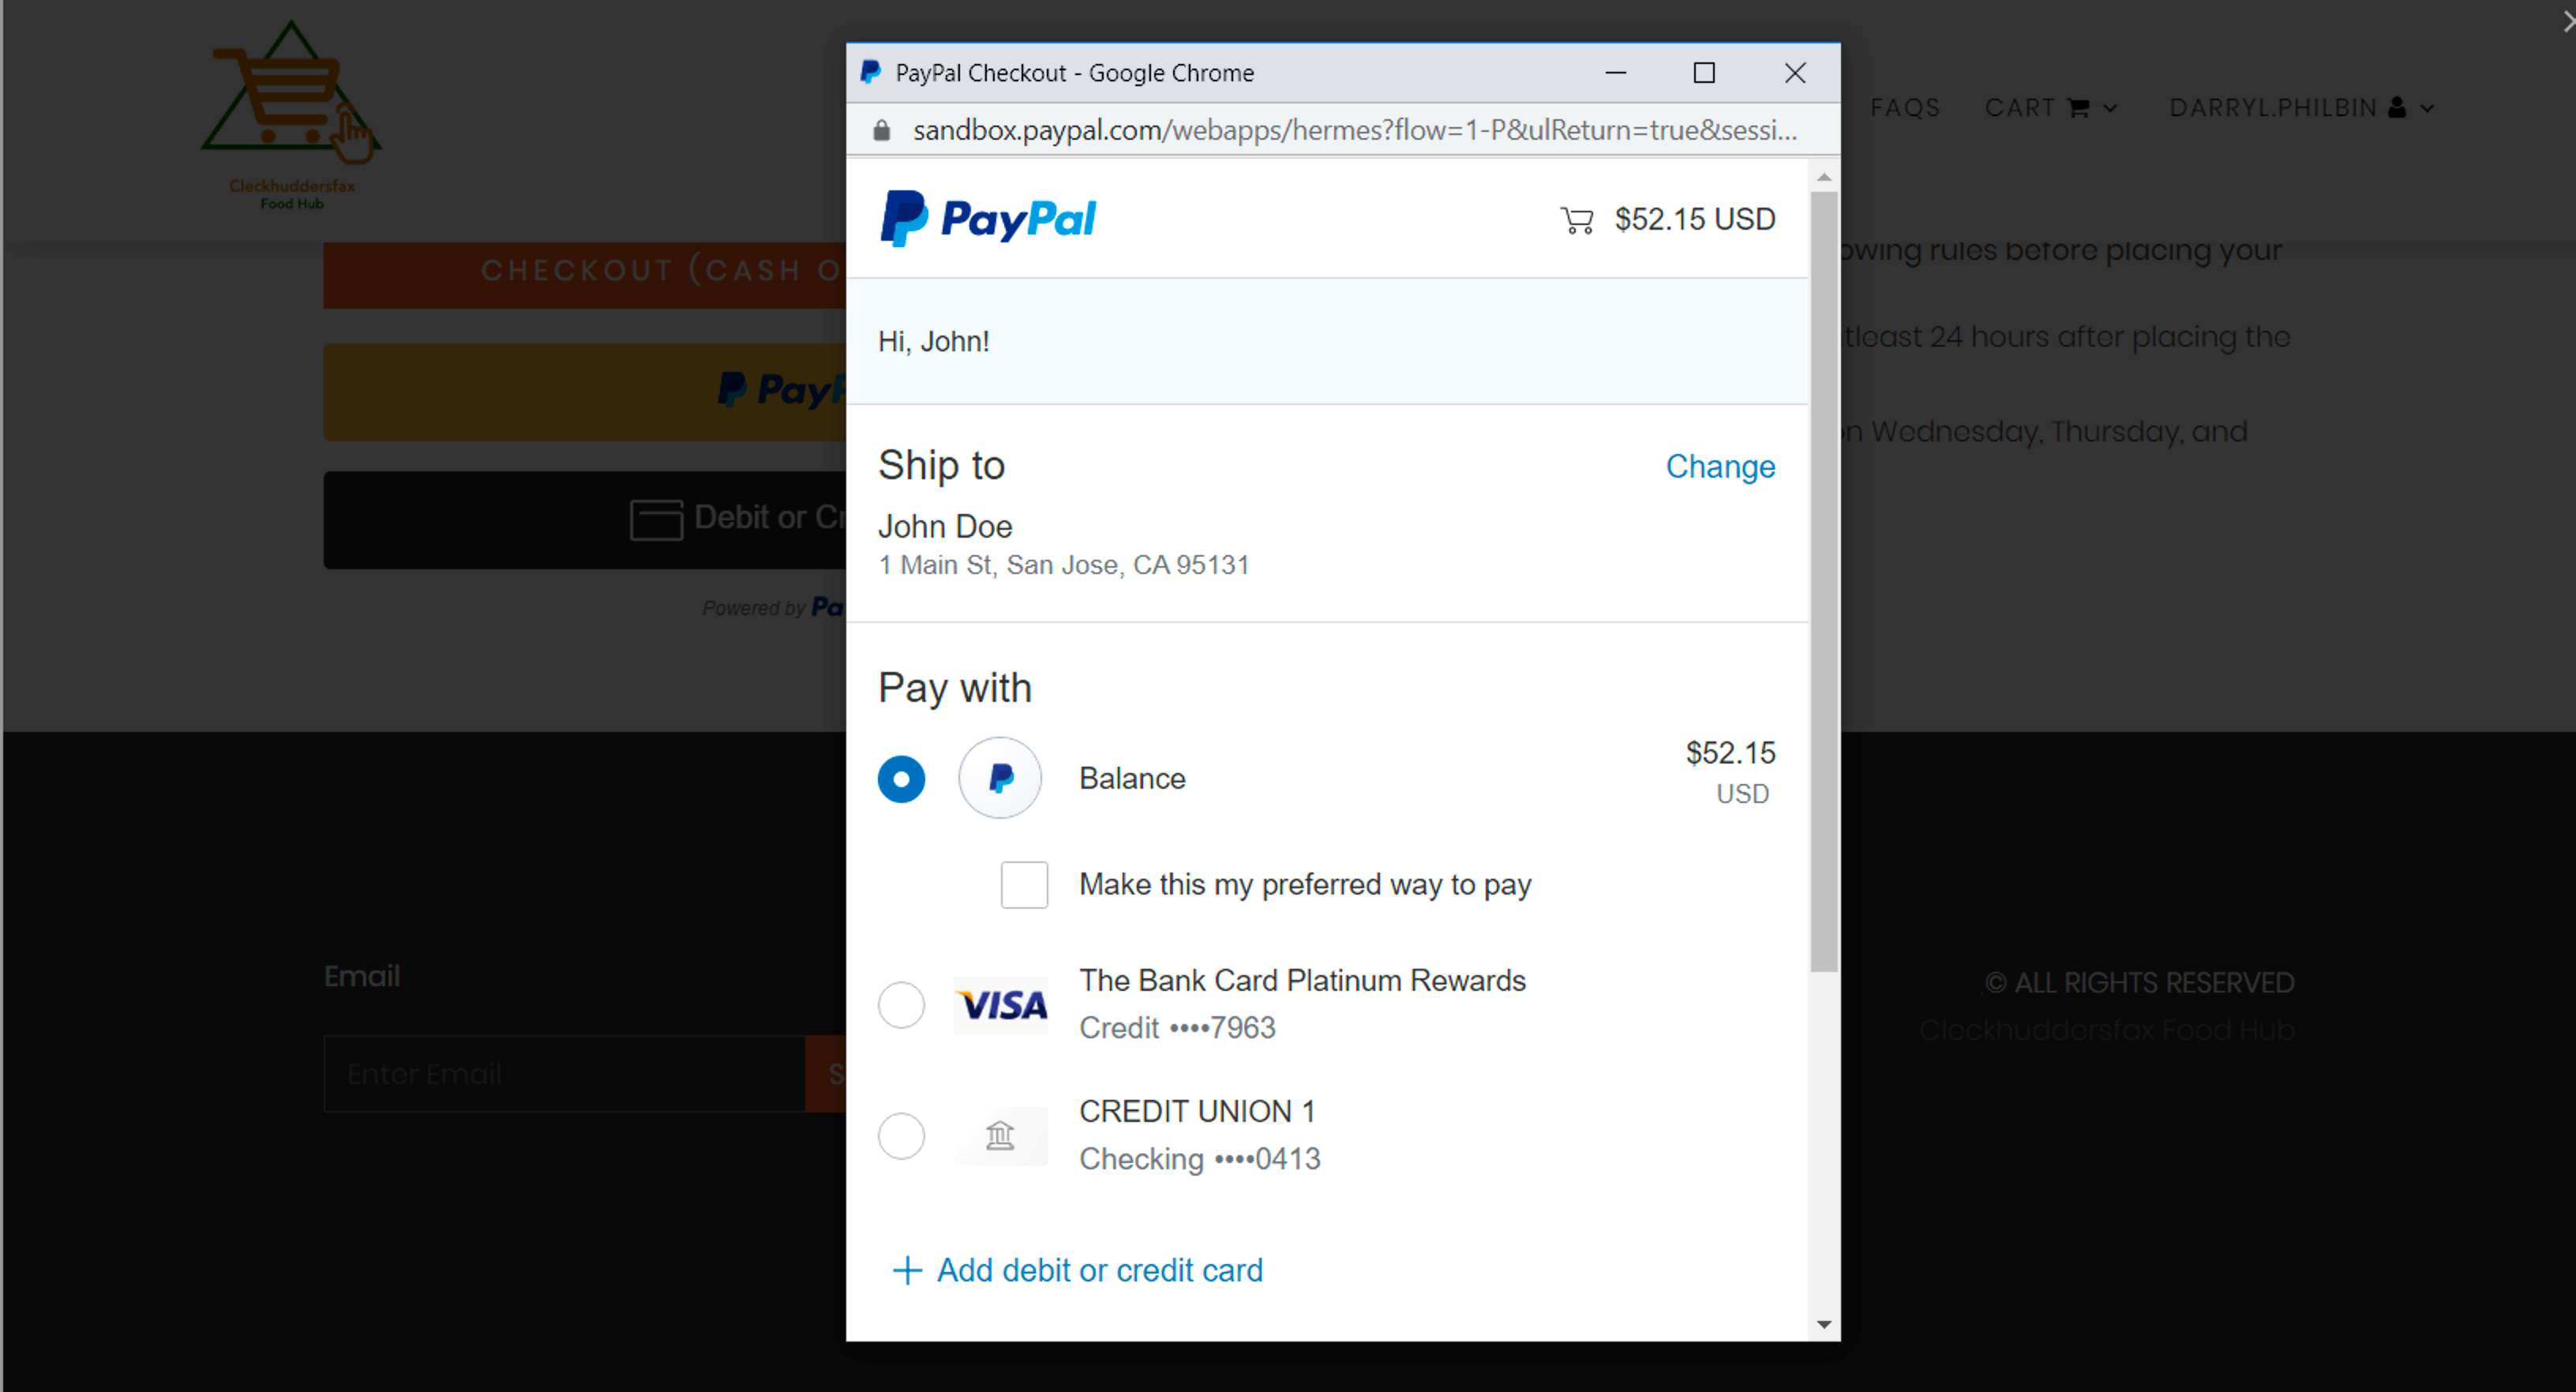 PayPal Checkout - Google Chrome
sandbox.paypal.com/webapps/hermes?flow=1-P&ulReturn=true&sessi...
Cleckhuddersfax
Food Hub
FAQS
CART
DARRYL.PHILBIN
PayPal
$52.15 USD
CHECKOUT (CASH O
owing rules before placing your
Hi, John!
tleast 24 hours after placing the
PayP
n Wednesday, Thursday, and
Ship to
Change
John Doe
1 Main St, San Jose, CA 95131
Debit or Cr
Powered by Pa
Pay with
Balance
$52.15
USD
Make this my preferred way to pay
VISA
The Bank Card Platinum Rewards
Credit ••••7963
CREDIT UNION 1
Checking ••••0413
+ Add debit or credit card
Email
Enter Email
S
© ALL RIGHTS RESERVED
Cleckhuddersfax Food Hub